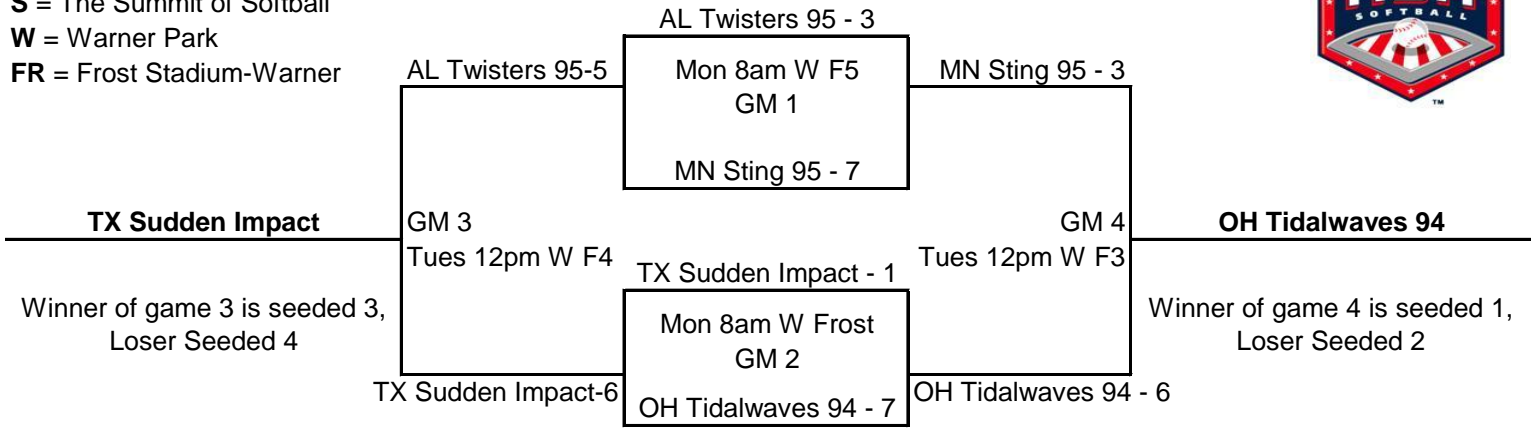 S = The Summit of Softball
W = Warner Park
FR = Frost Stadium-Warner
AL Twisters 95 - 3
AL Twisters 95-5
Mon 8am W F5
MN Sting 95 - 3
GM 1
MN Sting 95 - 7
TX Sudden Impact
GM 3
GM 4
OH Tidalwaves 94
Tues 12pm W F4
Tues 12pm W F3
TX Sudden Impact - 1
Winner of game 3 is seeded 3,
Loser Seeded 4
Mon 8am W Frost
GM 2
Winner of game 4 is seeded 1,
Loser Seeded 2
TX Sudden Impact-6
OH Tidalwaves 94 - 7
OH Tidalwaves 94 - 6
SOFTBALL
TM